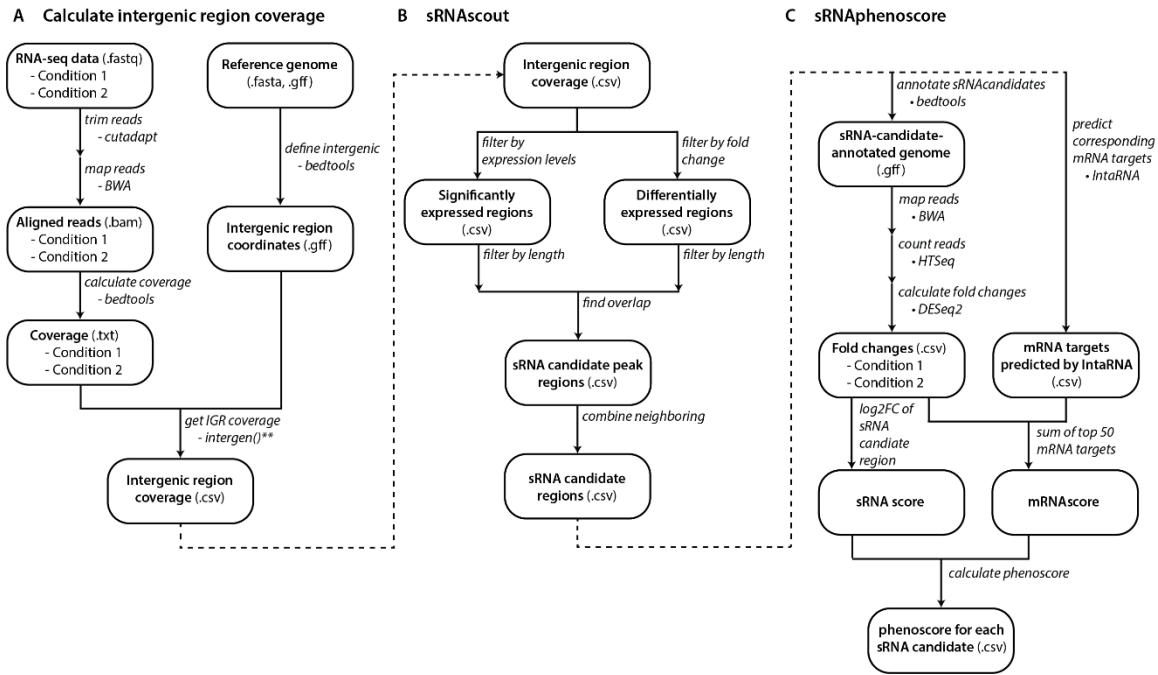 A Calculate intergenic region coverage
RNA-seq data (.fastq)
- Condition 1
- Condition 2
Reference genome
(.fasta, .gff)
trim reads
- cutadapt
map reads
- BWA
define intergenic
- bedtools
Aligned reads (.bam)
- Condition 1
- Condition 2
Intergenic region
coordinates (.gff)
calculate coverage
- bedtools
Coverage (.txt)
- Condition 1
- Condition 2
get IGR coverage
- intergen()**
Intergenic region
coverage (.csv)
B sRNAscout
Intergenic region
coverage (.csv)
filter by
expression levels
filter by fold
change
Significantly
expressed regions
(.csv)
Differentially
expressed regions
(.csv)
filter by length
filter by length
find overlap
sRNA candidate peak
regions (.csv)
combine neighboring
sRNA candidate
regions (.csv)
C sRNAphenoscore
annotate sRNAcandidates
• bedtools
sRNA-candidate-
annotated genome
(.gff)
predict
corresponding
mRNA targets
• IntaRNA
map reads
• BWA
count reads
• HTSeq
calculate fold changes
• DESeq2
Fold changes (.csv)
- Condition 1
- Condition 2
mRNA targets
predicted by IntaRNA
(.csv)
log2FC of
sRNA
candiate
region
sum of top 50
mRNA targets
sRNA score
mRNAscore
calculate phenoscore
phenoscore for each
sRNA candidate (.csv)